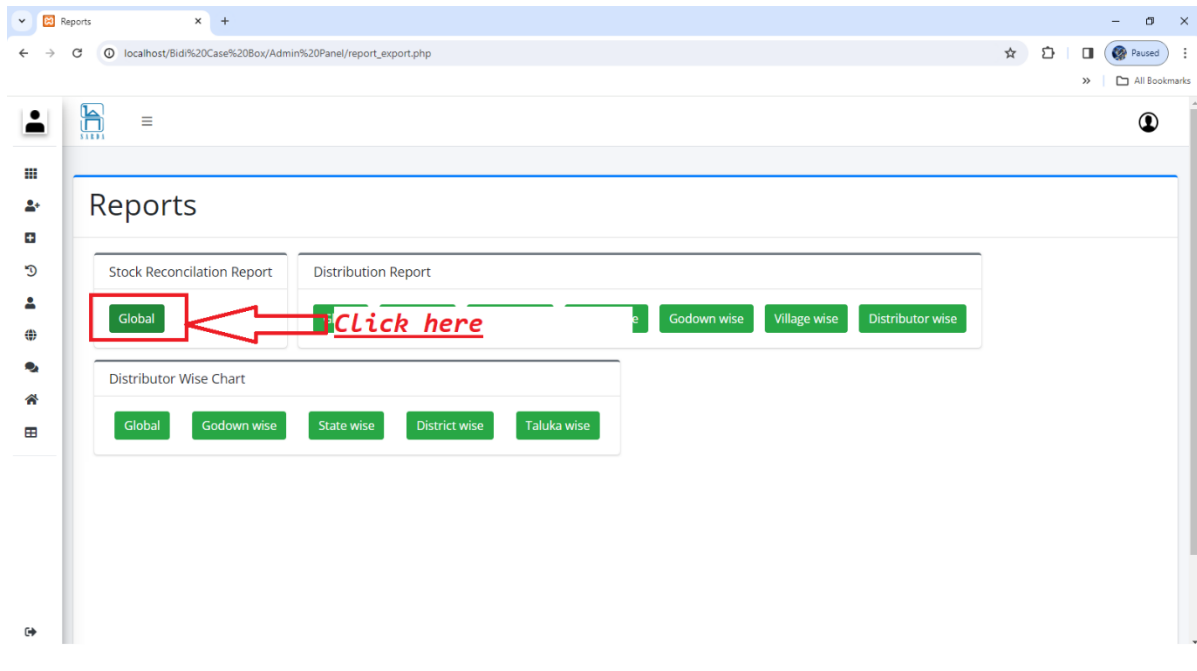 Reports
localhost/Bidi%20Case%20Box/Admin%20Panel/report_export.php
Paused
All Bookmarks
SARDA
Reports
Stock Reconcilation Report
Distribution Report
Global
Click here
Godown wise
Village wise
Distributor wise
Distributor Wise Chart
Global
Godown wise
State wise
District wise
Taluka wise